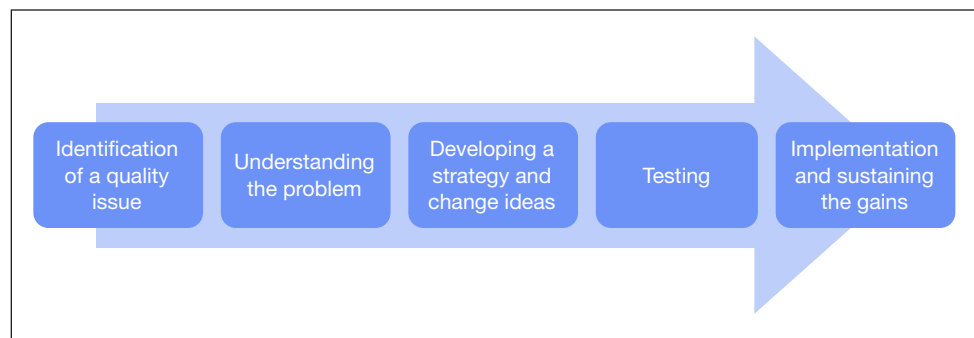 Identification
of a quality
issue
Understanding
the problem
Developing a
strategy and
change ideas
Testing
Implementation
and sustaining
the gains